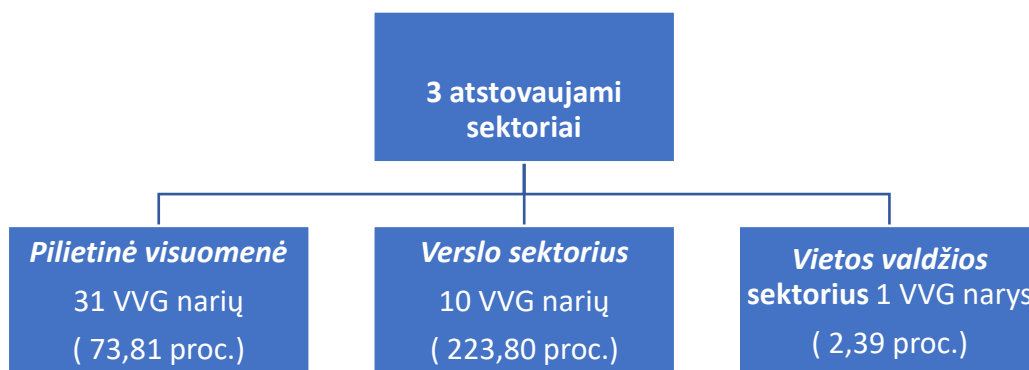 3 atstovaujami
sektoriai
Pilietinė visuomenė
31 VVG narių
( 73,81 proc.)
Verslo sektorius
10 VVG narių
( 223,80 proc.)
Vietos valdžios
sektorius 1 VVG narys
( 2,39 proc.)